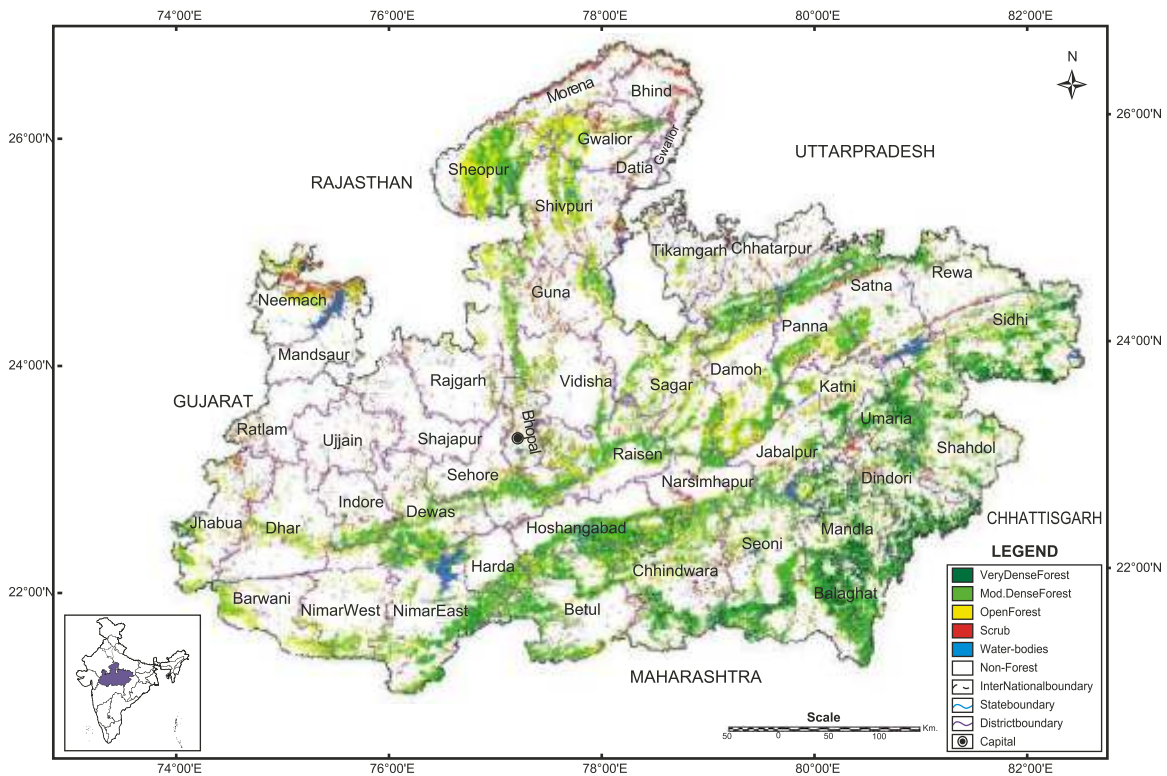 74°00'E 76°00'E 78°00'E 80°00'E 82°00'E
N
Morena
Bhind
26°00'N
26°00'N
Gwalior
Gwalior
UTTARPRADESH
Sheopur
Datia
RAJASTHAN
Shivpuri
Tikamgarh Chhatarpur
Rewa
Neemach
Guna
Satna
Sidhi
Panna
24°00'N
24°00'N
Mandsaur
Rajgarh
Vidisha
Sagar
Damoh
Katni
GUJARAT
Ratlam
Ujjain
Shajapur
Bhopal
Umaria
Raisen
Jabalpur
Shahdol
Sehore
Narsimhapur
Dindori
Indore
Dewas
Jhabua
Dhar
Hoshangabad
Mandla
CHHATTISGARH
Seoni
Harda
Chhindwara
22°00'N
22°00'N
Barwani
NimarWest
NimarEast
Betul
Balaghat
MAHARASHTRA
LEGEND
VeryDenseForest
Mod.DenseForest
OpenForest
Scrub
Water-bodies
Non-Forest
InterNationalboundary
Stateboundary
Districtboundary
Capital
Scale
Km.
50 0 50 100
74°00'E 76°00'E 78°00'E 80°00'E 82°00'E